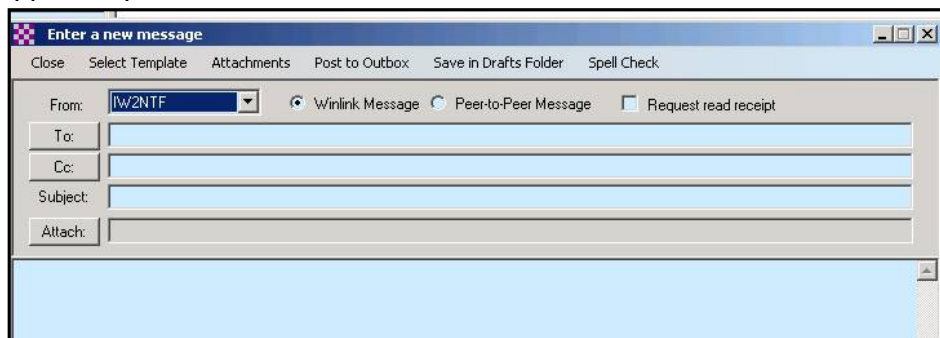 Enter a new message
Close Select Template Attachments Post to Outbox Save in Drafts Folder Spell Check
From: IW2NTF Winlink Message Peer-to-Peer Message Request read receipt
To:
Cc:
Subject:
Attach: